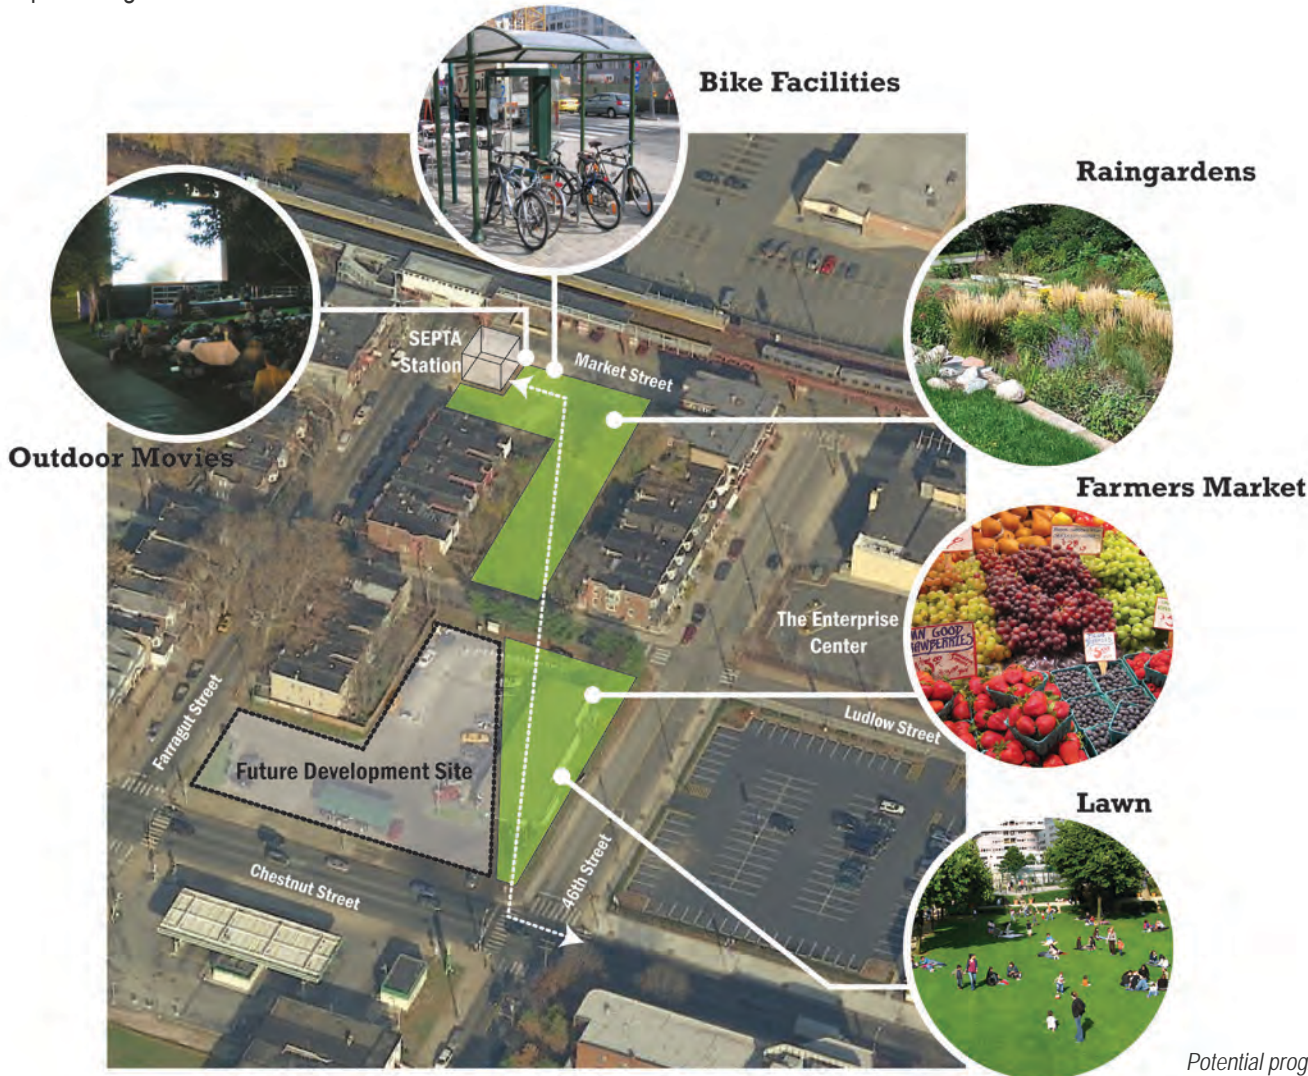 Bike Facilities
Raingardens
SEPTA
Station
Market Street
Outdoor Movies
Farmers Market
The Enterprise
Center
Farragut Street
Ludlow Street
Future Development Site
Lawn
Chestnut Street
46th Street
Potential prog